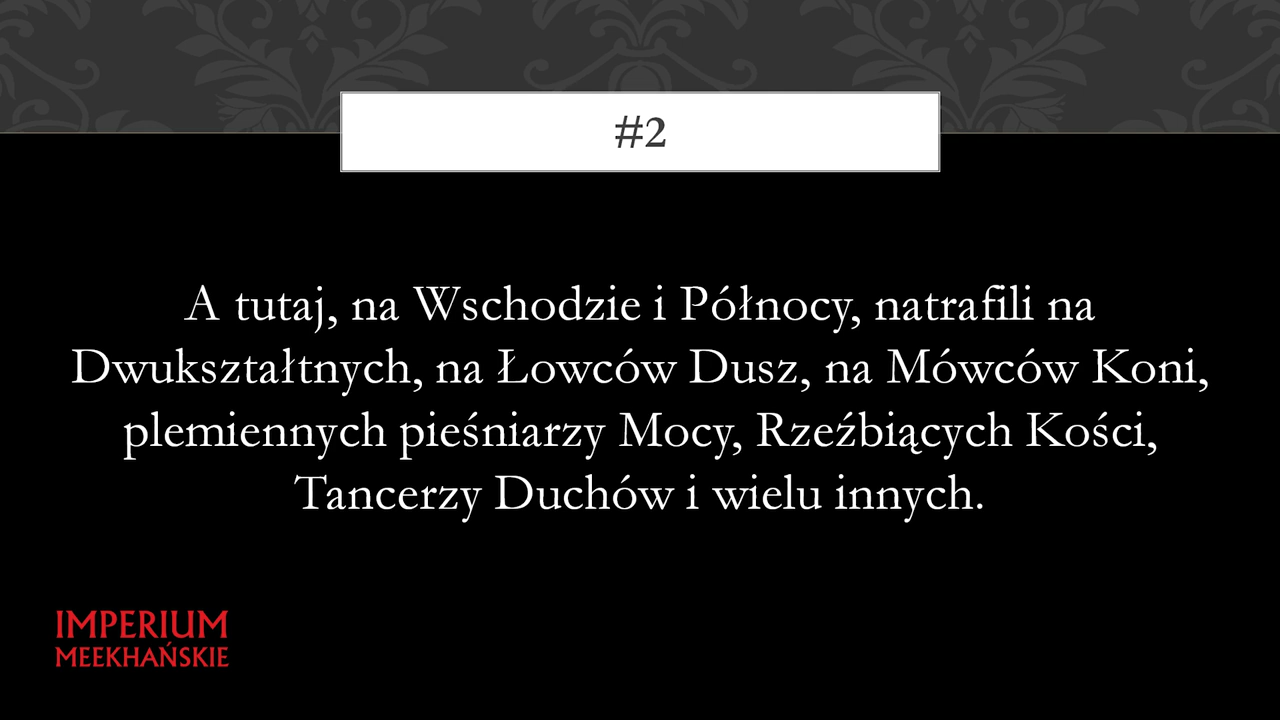 #2
A tutaj, na Wschodzie i Północy, natrafili na
Dwukształtnych, na Łowców Dusz, na Mówców Koni,
plemiennych pieśniarzy Mocy, Rzeźbiących Kości,
Tancerzy Duchów i wielu innych.
IMPERIUM
MEEKHAŃSKIE